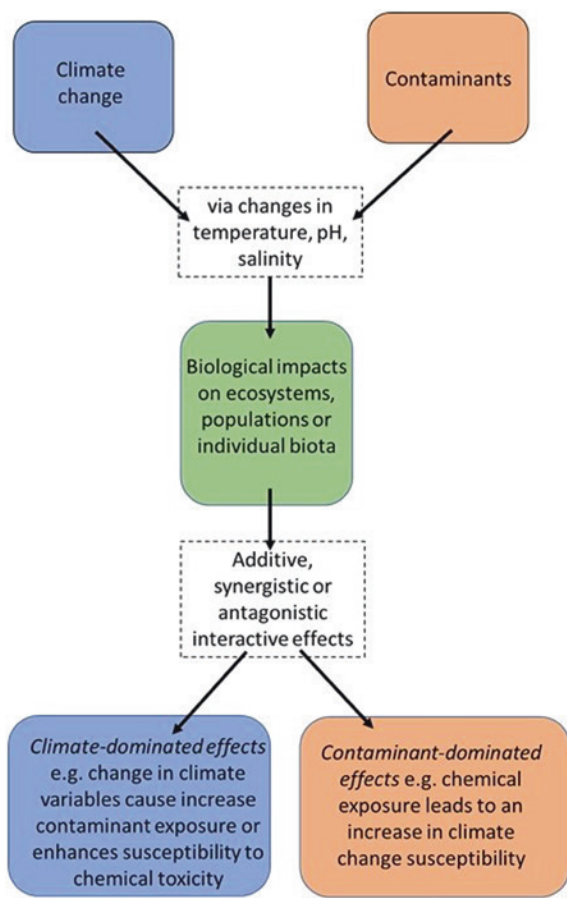 Climate
change
Contaminants
via changes in
temperature, pH,
salinity
Biological impacts
on ecosystems,
populations or
individual biota
Additive,
synergistic or
antagonistic
interactive effects
Climate-dominated effects
e.g. change in climate
variables cause increase
contaminant exposure or
enhances susceptibility to
chemical toxicity
Contaminant-dominated
effects e.g. chemical
exposure leads to an
increase in climate
change susceptibility